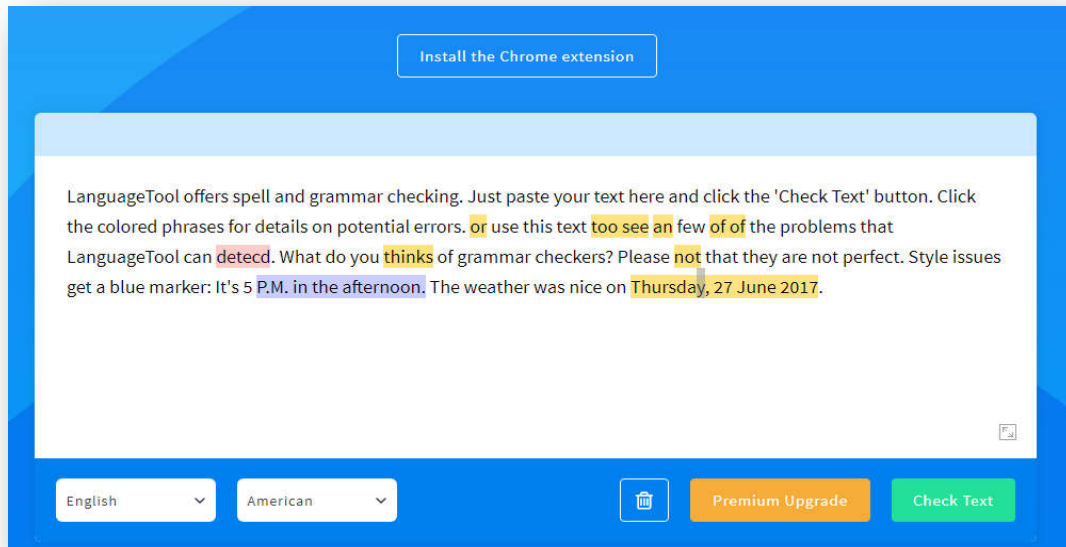 Install the Chrome extension
LanguageTool offers spell and grammar checking. Just paste your text here and click the 'Check Text' button. Click
the colored phrases for details on potential errors. or use this text too see an few of of the problems that
LanguageTool can detecd. What do you thinks of grammar checkers? Please not that they are not perfect. Style issues
get a blue marker: It's 5 P.M. in the afternoon. The weather was nice on Thursday, 27 June 2017.
English American Premium Upgrade Check Text